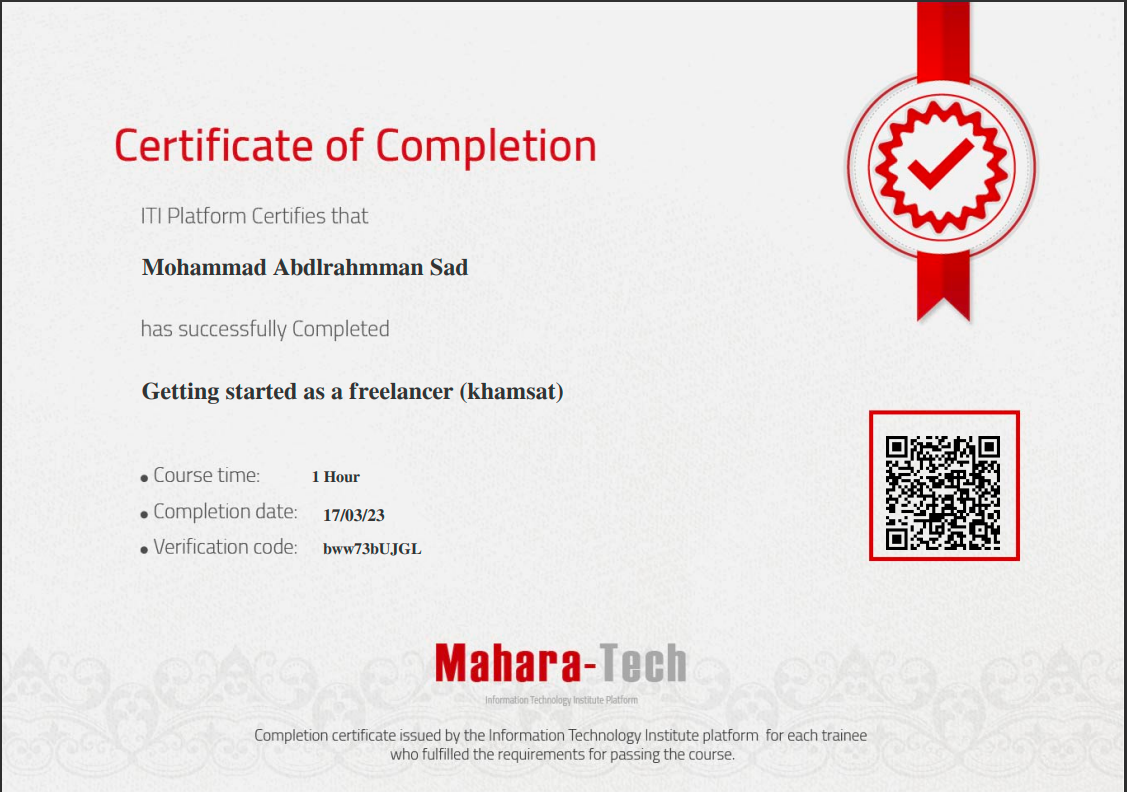 Certificate of Completion
ITI Platform Certifies that
Mohammad Abdlrahmman Sad
has successfully Completed
Getting started as a freelancer (khamsat)
• Course time: 1 Hour
• Completion date: 17/03/23
• Verification code: bww73bUJGL
Mahara-Tech
Information Technology Institute Platform
Completion certificate issued by the Information Technology Institute platform for each trainee
who fulfilled the requirements for passing the course.